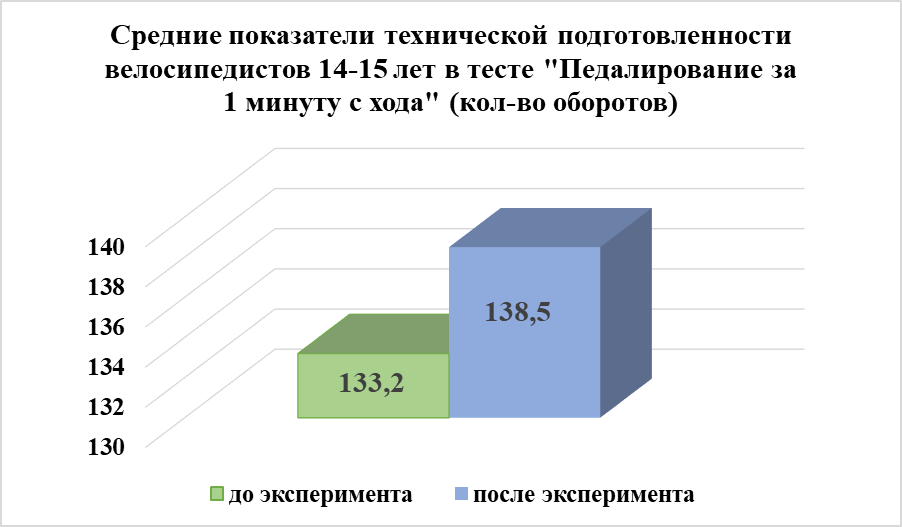 Средние показатели технической подготовленности
велосипедистов 14-15 лет в тесте "Педалирование за
1 минуту с хода" (кол-во оборотов)
140
138
136
134
132
130
133,2
138,5
до эксперимента
после эксперимента